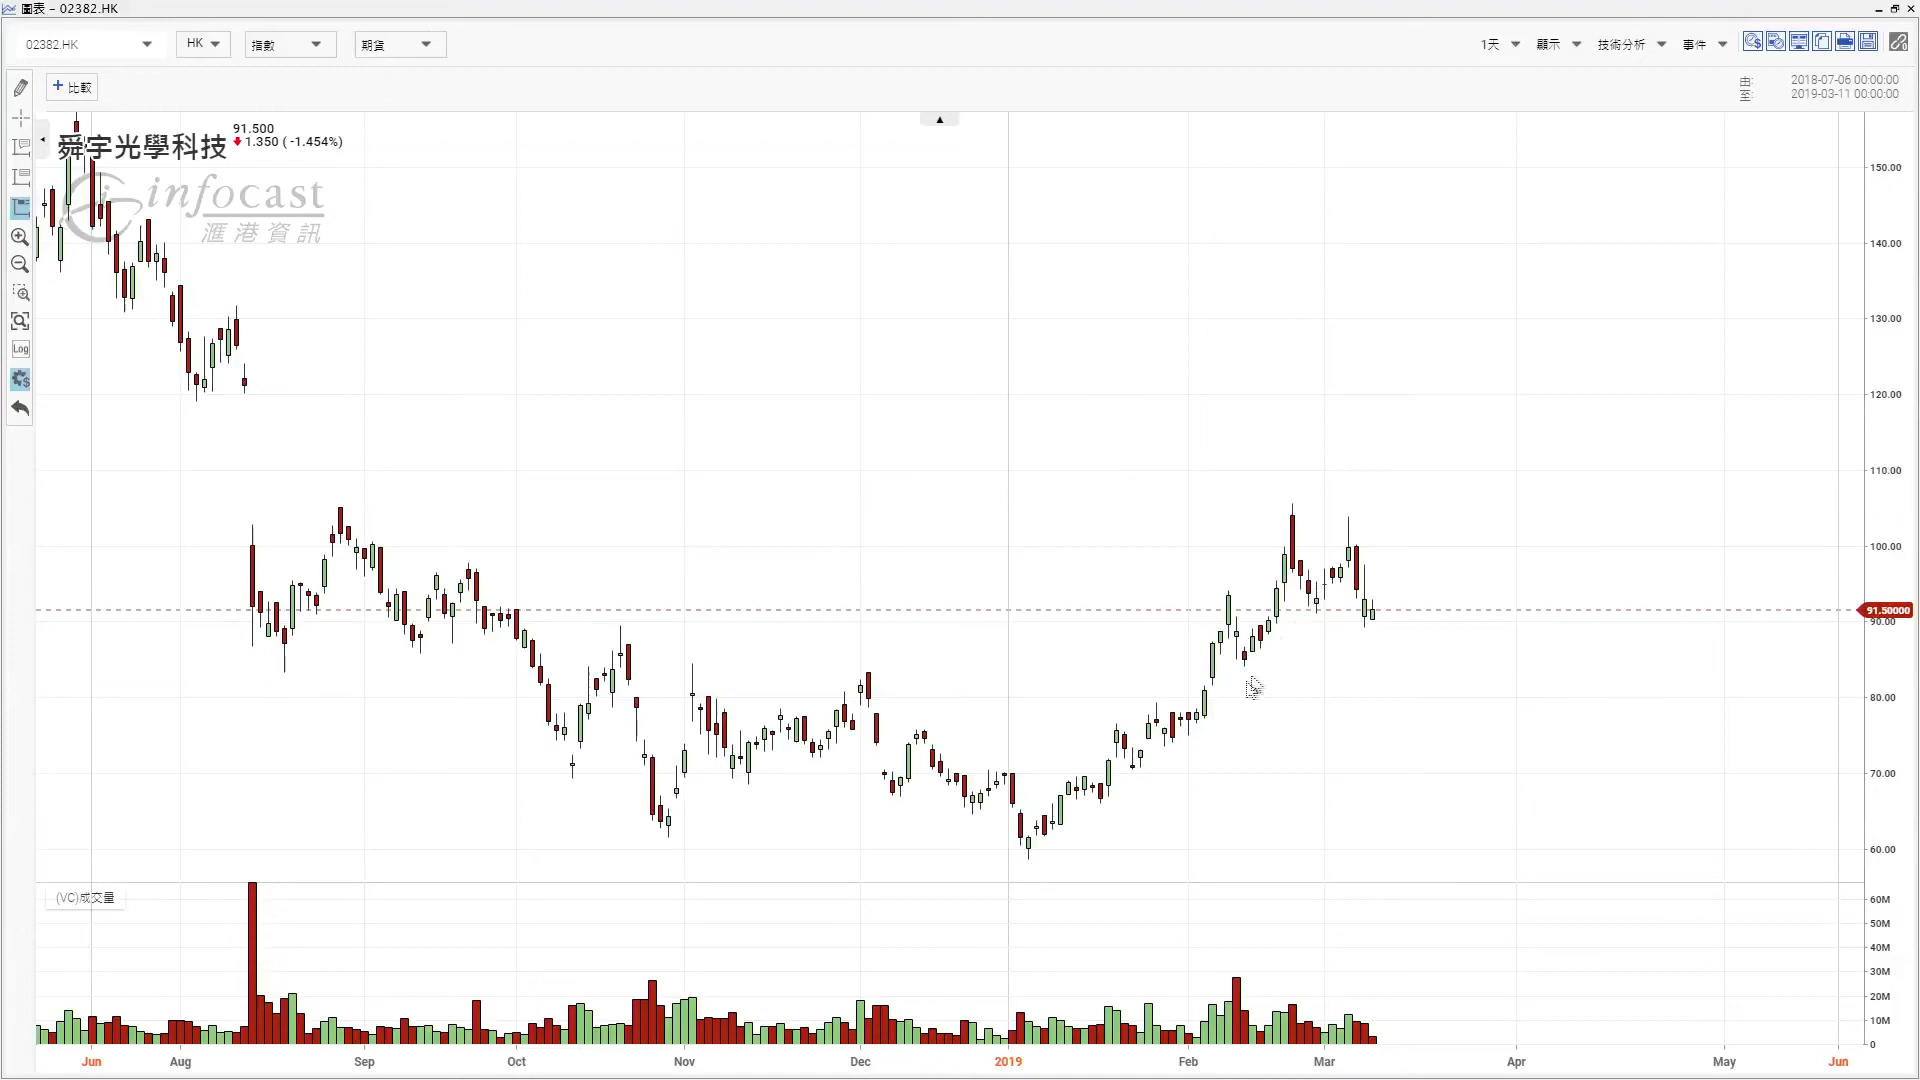 圖表 - 02382.HK
02382.HK
HK
指數
期貨
1天
顯示
技術分析
事件
+ 比較
由: 2018-07-06 00:00:00
至: 2019-03-11 00:00:00
舜宇光學科技
91.500
1.350 ( -1.454%)
infocast
滙港資訊
Log
150.00
140.00
130.00
120.00
110.00
100.00
91.50000
90.00
80.00
70.00
60.00
(VC)成交量
60M
50M
40M
30M
20M
10M
0
Jun
Aug
Sep
Oct
Nov
Dec
2019
Feb
Mar
Apr
May
Jun